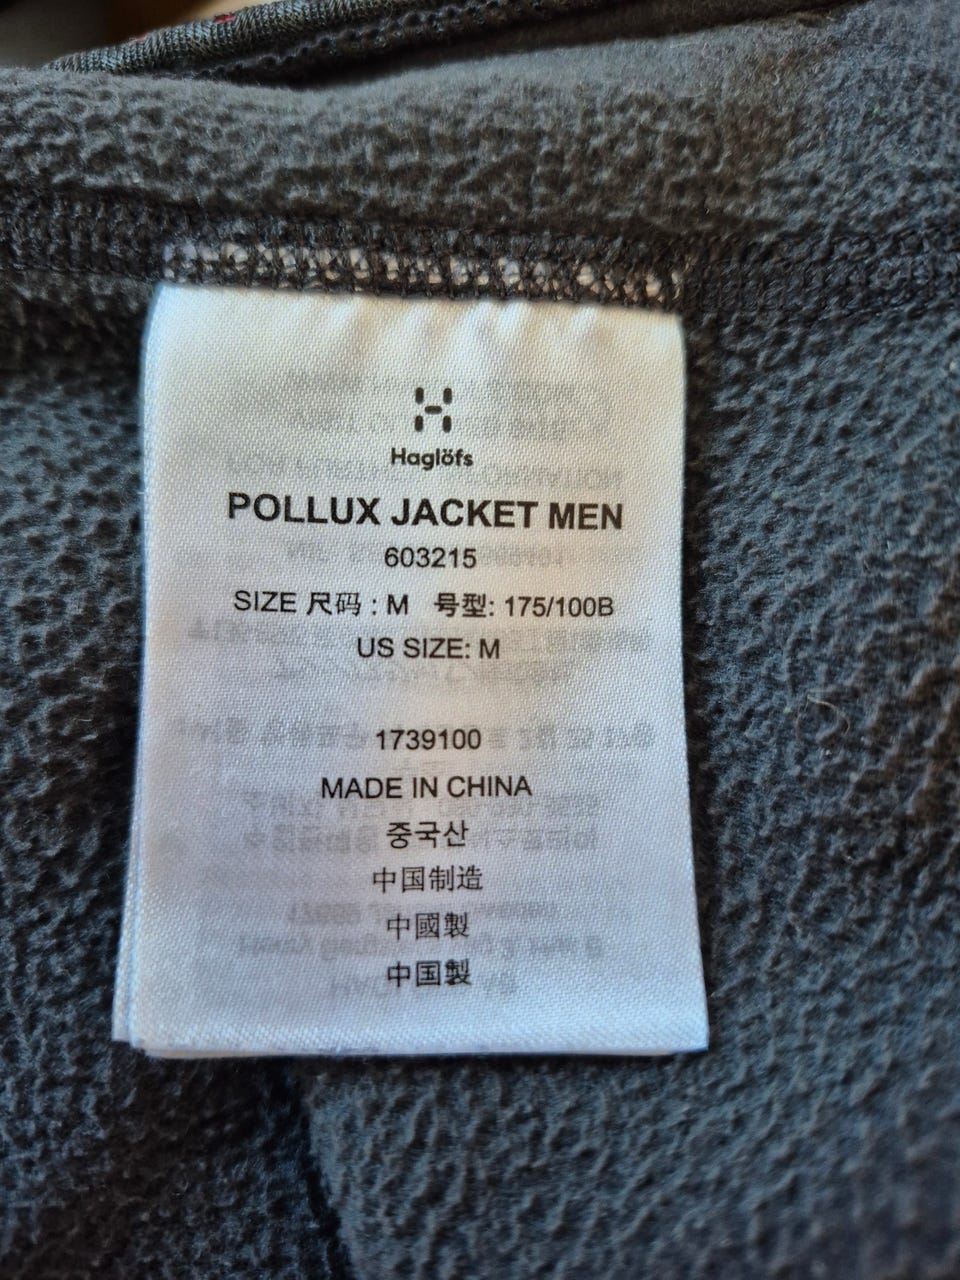 Haglöfs
POLLUX JACKET MEN
603215
SIZE 尺码 : M 号型: 175/100B
US SIZE: M
1739100
MADE IN CHINA
중국산
中国制造
中國製
中国製